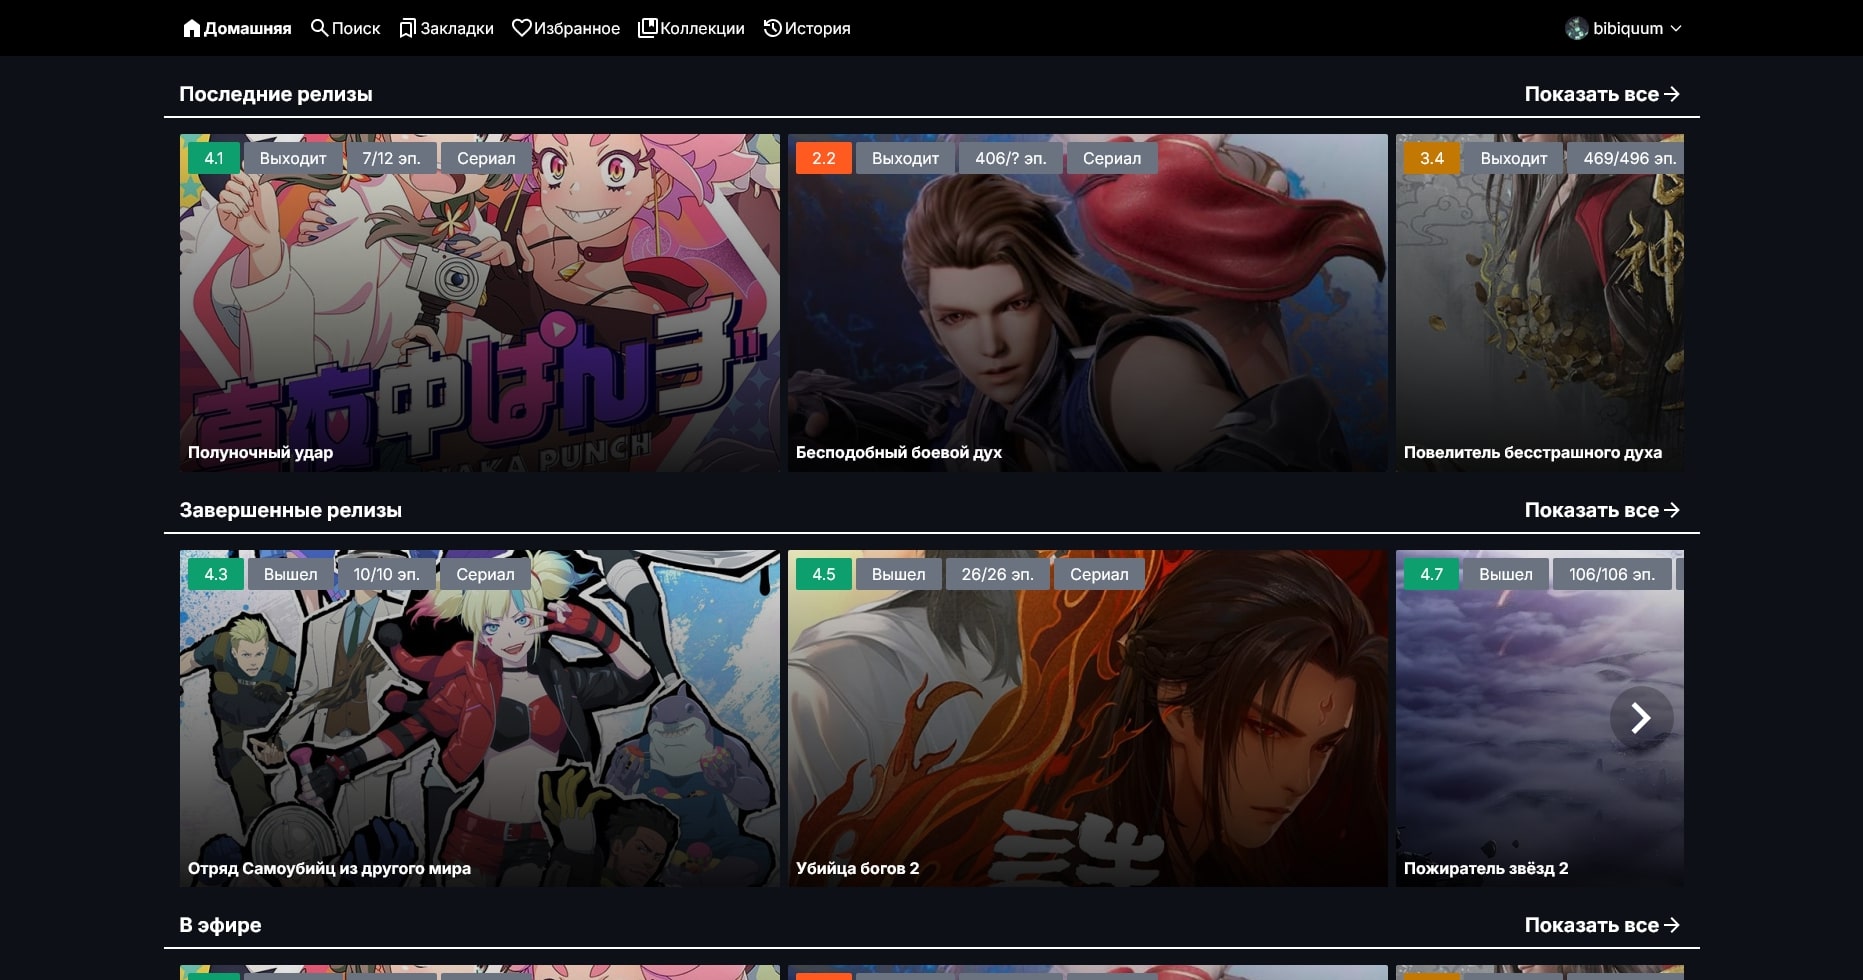 Домашняя Поиск Закладки Избранное Коллекции История bibiquum
Последние релизы Показать все
4.1 Выходит 7/12 эп. Сериал
真夜中ぱんチ
PUNCH
Полуночный удар
2.2 Выходит 406/? эп. Сериал
Бесподобный боевой дух
3.4 Выходит 469/496 эп.
神
Повелитель бесстрашного духа
Завершенные релизы Показать все
4.3 Вышел 10/10 эп. Сериал
Отряд Самоубийц из другого мира
4.5 Вышел 26/26 эп. Сериал
Убийца богов 2
4.7 Вышел 106/106 эп.
Пожиратель звёзд 2
В эфире Показать все